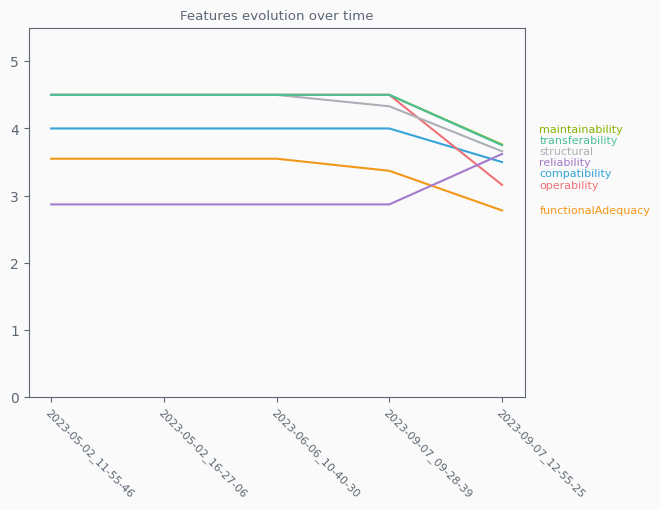 Features evolution over time
5
4
3
2
1
0
maintainability
transferability
structural
reliability
compatibility
operability
functionalAdequacy
2023-05-02_11-55-46
2023-05-02_16-27-06
2023-06-06_10-40-30
2023-09-07_09-28-39
2023-09-07_12-55-25